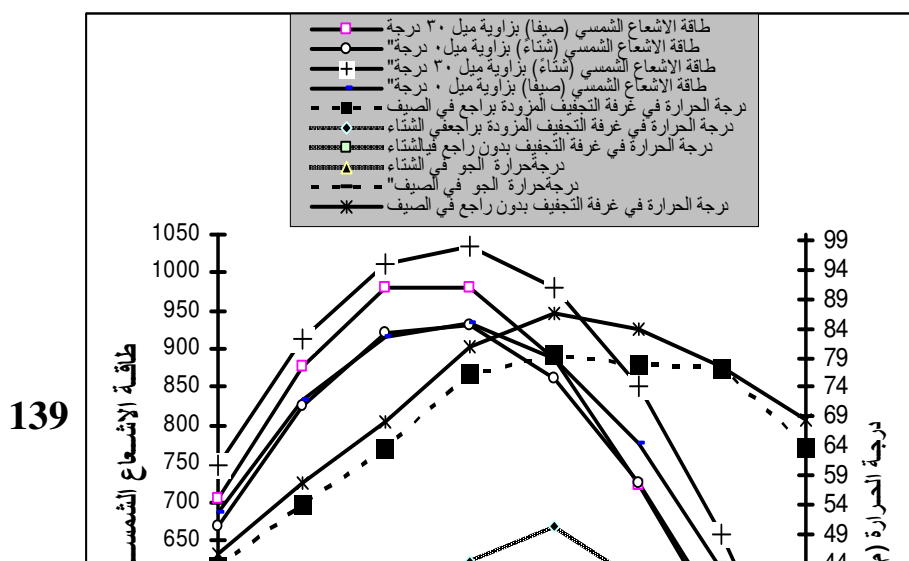 طاقة الاشعاع الشمسي (صيفا) بزاوية ميل ٣٠ درجة
طاقة الاشعاع الشمسي (شتاءً) بزاوية ميل٠ درجة"
طاقة الاشعاع الشمسي (شتاءً) بزاوية ميل ٣٠ درجة"
طاقة الاشعاع الشمسي (صيفا) بزاوية ميل ٠ درجة"
درجة الحرارة في غرفة التجفيف المزودة براجع في الصيف
درجة الحرارة في غرفة التجفيف المزودة براجعفي الشتاء
درجة الحرارة في غرفة التجفيف بدون راجع فيالشتاء
درجةحرارة الجو في الشتاء
درجةحرارة الجو في الصيف"
درجة الحرارة في غرفة التجفيف بدون راجع في الصيف
1050
1000
950
900
850
800
750
700
650
طاقة الاشعاع الشمسـ
139
99
94
89
84
79
74
69
64
59
54
49
44
درجة الحرارة (م